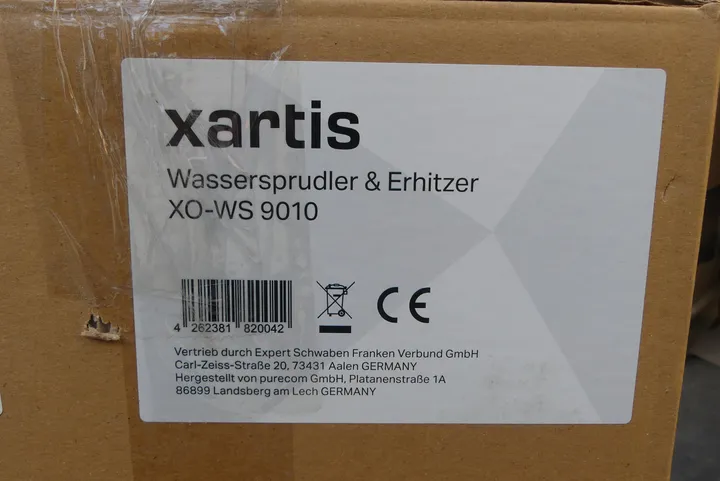 xartis
Wassersprudler & Erhitzer
XO-WS 9010
4 262381 820042
CE
Vertrieb durch Expert Schwaben Franken Verbund GmbH
Carl-Zeiss-Straße 20, 73431 Aalen GERMANY
Hergestellt von purecom GmbH, Platanenstraße 1A
86899 Landsberg am Lech GERMANY